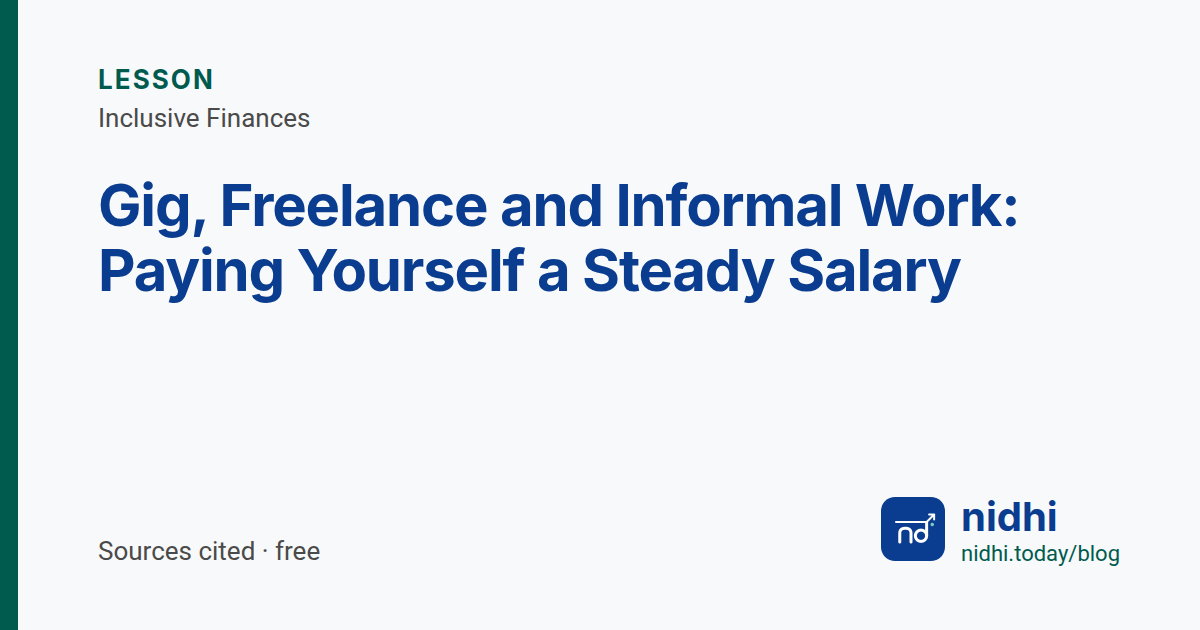 LESSON
Inclusive Finances
Gig, Freelance and Informal Work:
Paying Yourself a Steady Salary
Sources cited · free
nd
nidhi
nidhi.today/blog